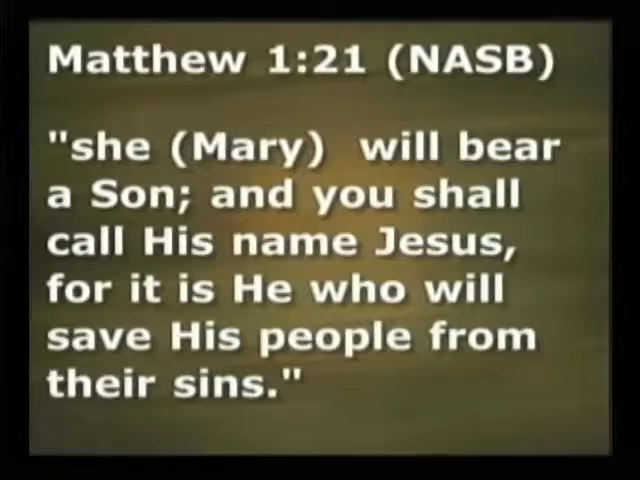 Matthew 1:21 (NASB)
"she (Mary)  will bear
a Son; and you shall
call His name Jesus,
for it is He who will
save His people from
their sins."